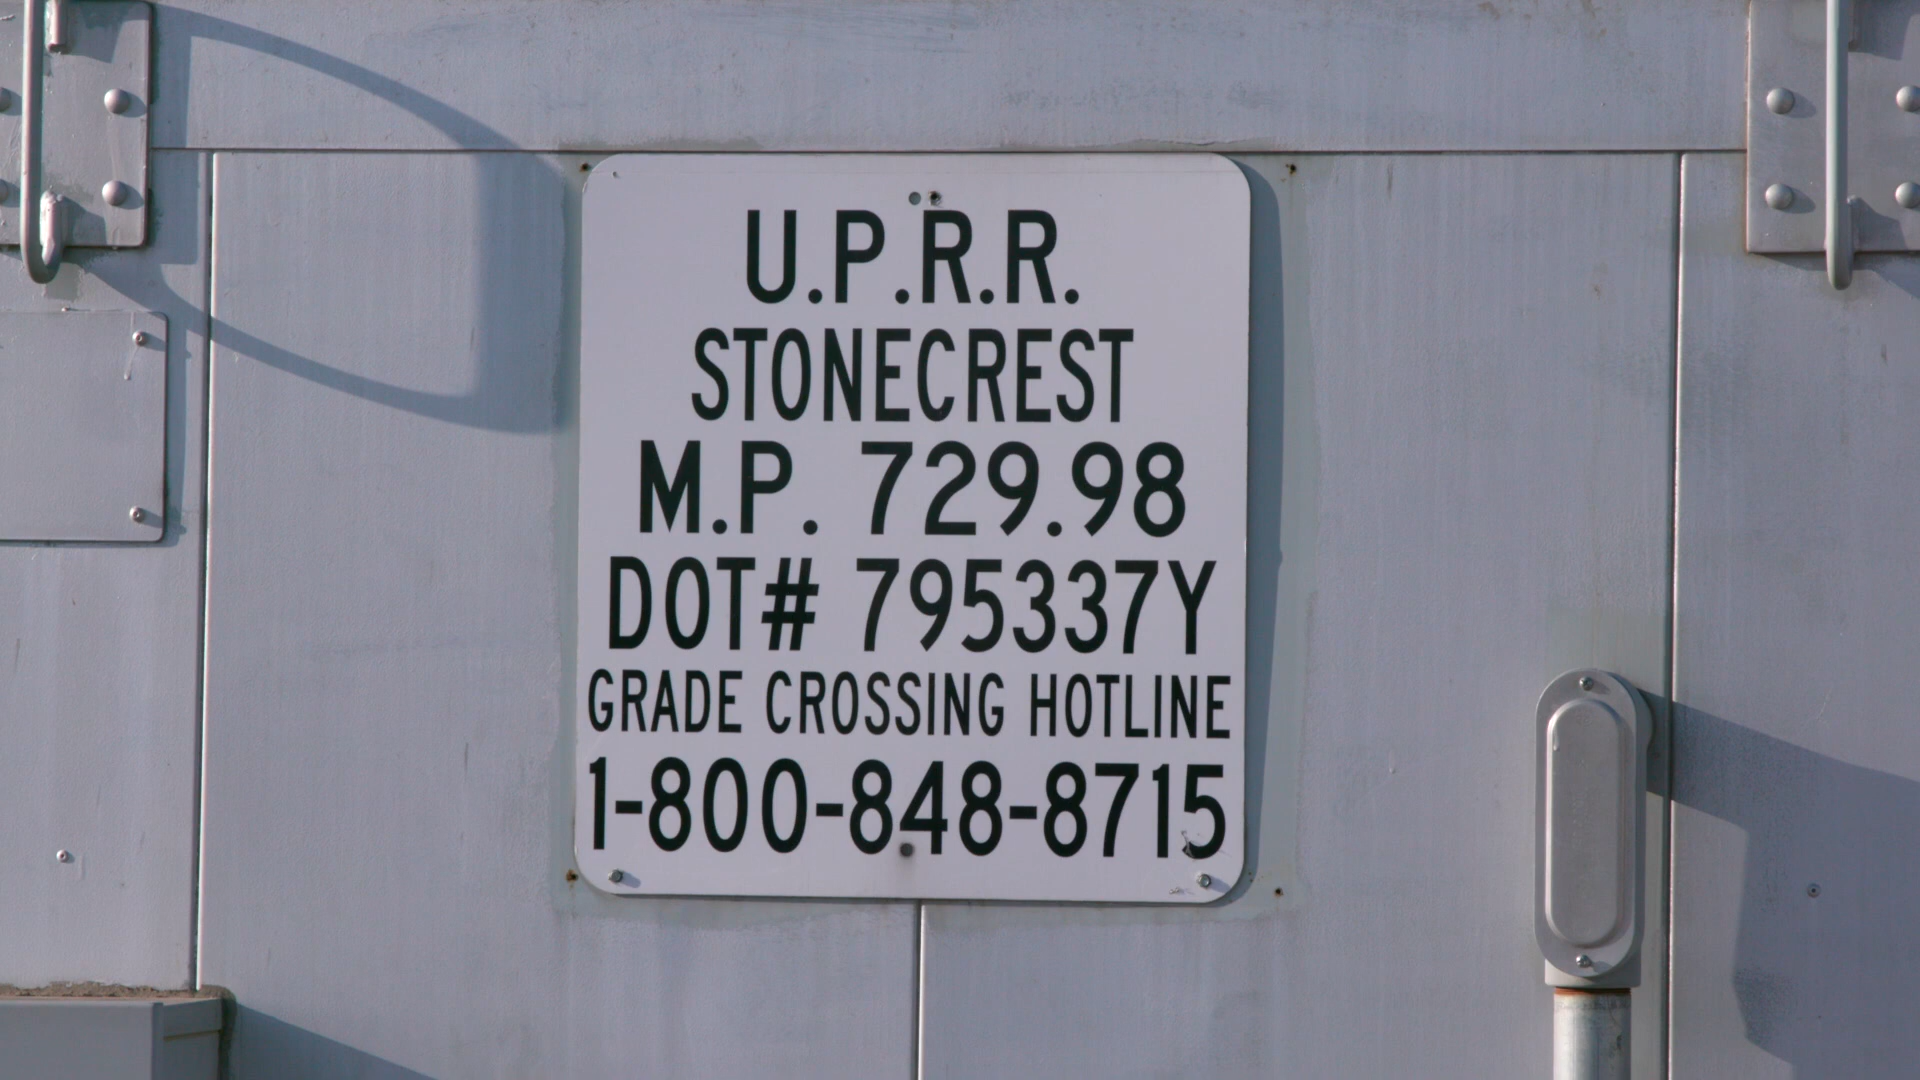 U.P.R.R.
STONECREST
M.P. 729.98
DOT# 795337Y
GRADE CROSSING HOTLINE
1-800-848-8715